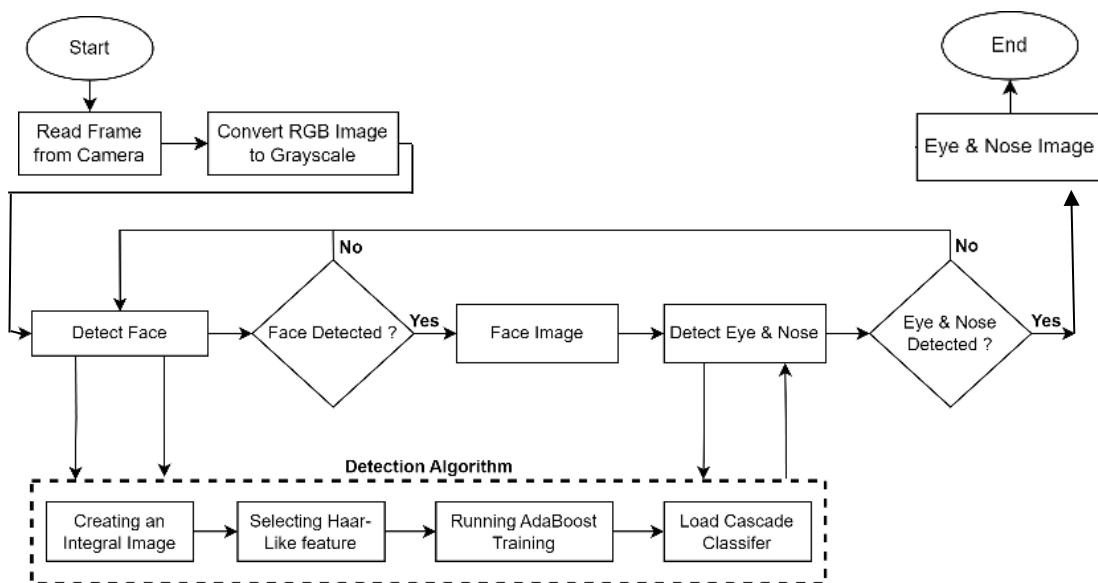 Start
End
Read Frame
from Camera
Convert RGB Image
to Grayscale
Eye & Nose Image
No
No
Detect Face
Face Detected ?
Yes
Face Image
Detect Eye & Nose
Eye & Nose
Detected ?
Yes
Detection Algorithm
Creating an
Integral Image
Selecting Haar-
Like feature
Running AdaBoost
Training
Load Cascade
Classifer